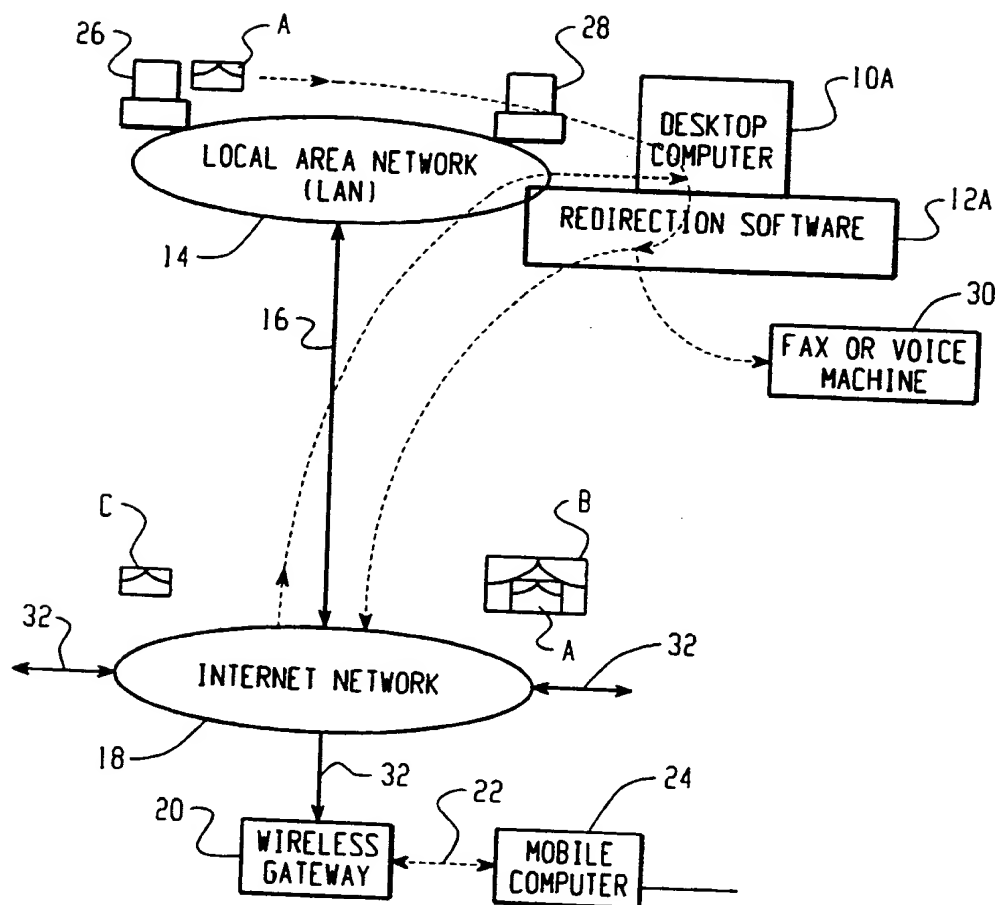 26
A
28
10A
DESKTOP
COMPUTER
LOCAL AREA NETWORK
(LAN)
REDIRECTION SOFTWARE
12A
14
16
30
FAX OR VOICE
MACHINE
C
B
A
32
32
INTERNET NETWORK
18
32
20
22
24
WIRELESS
GATEWAY
MOBILE
COMPUTER